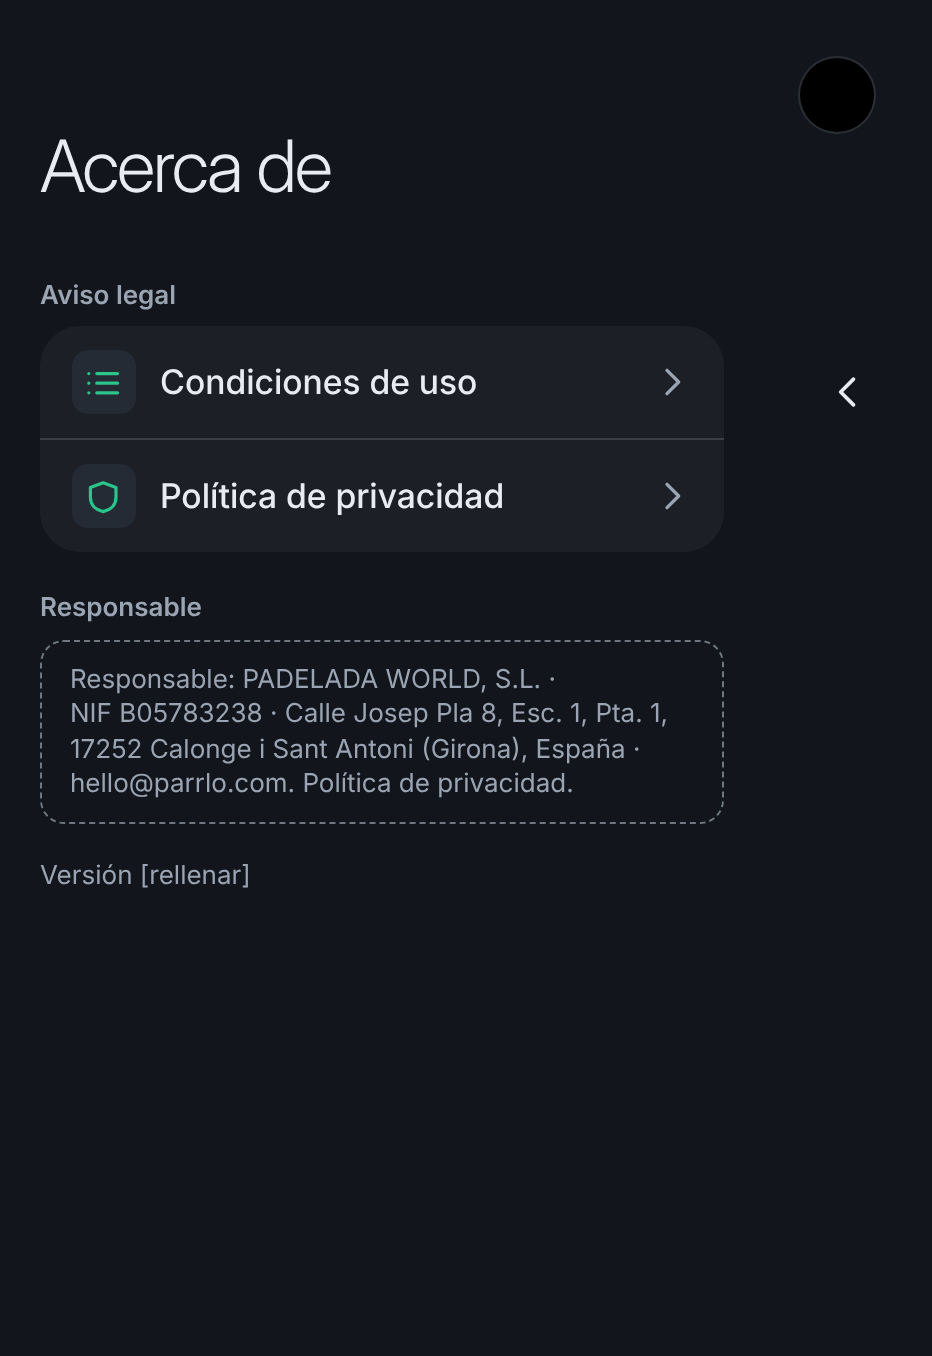 Acerca de
Aviso legal
Condiciones de uso
Política de privacidad
Responsable
Responsable: PADELADA WORLD, S.L. ·
NIF B05783238 · Calle Josep Pla 8, Esc. 1, Pta. 1,
17252 Calonge i Sant Antoni (Girona), España ·
hello@parrlo.com. Política de privacidad.
Versión [rellenar]